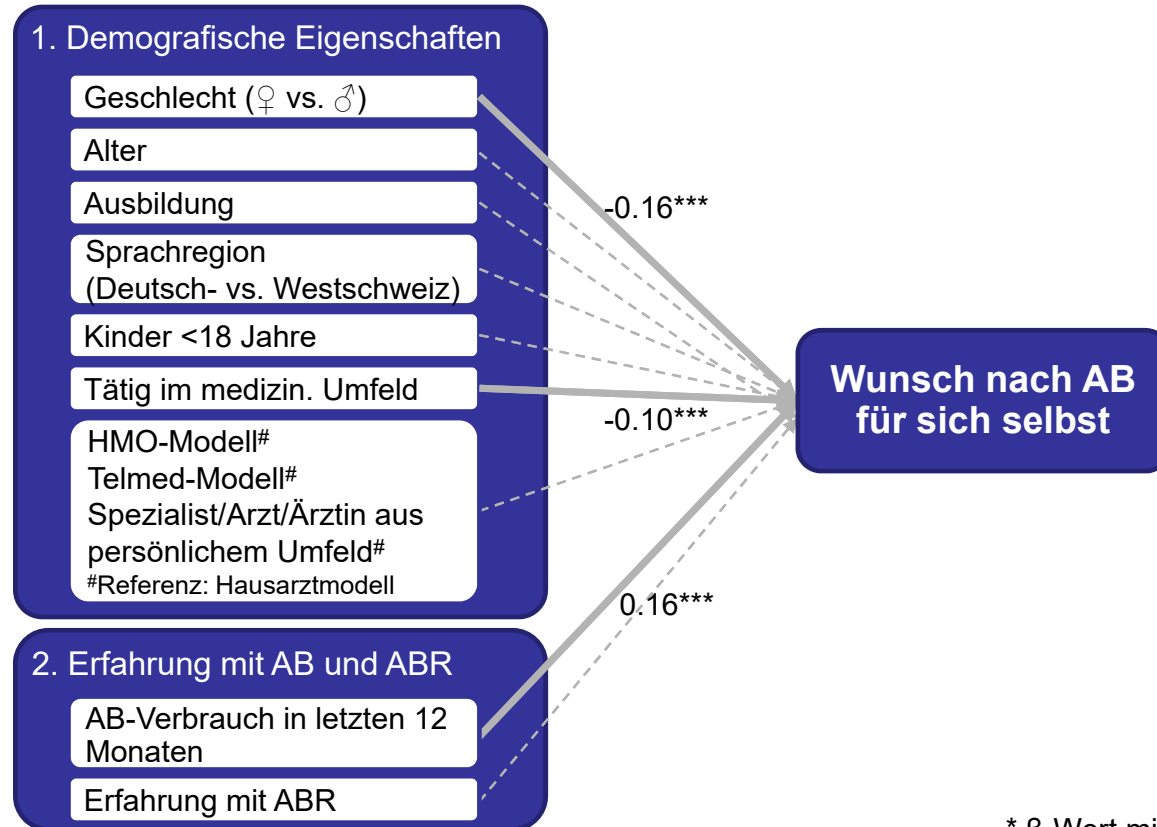 1. Demografische Eigenschaften
Geschlecht (♀ vs. ♂)
Alter
Ausbildung
Sprachregion
(Deutsch- vs. Westschweiz)
Kinder <18 Jahre
Tätig im medizin. Umfeld
HMO-Modell#
Telmed-Modell#
Spezialist/Arzt/Ärztin aus
persönlichem Umfeld#
#Referenz: Hausarztmodell
2. Erfahrung mit AB und ABR
AB-Verbrauch in letzten 12
Monaten
Erfahrung mit ABR
-0.16***
-0.10***
0.16***
Wunsch nach AB
für sich selbst